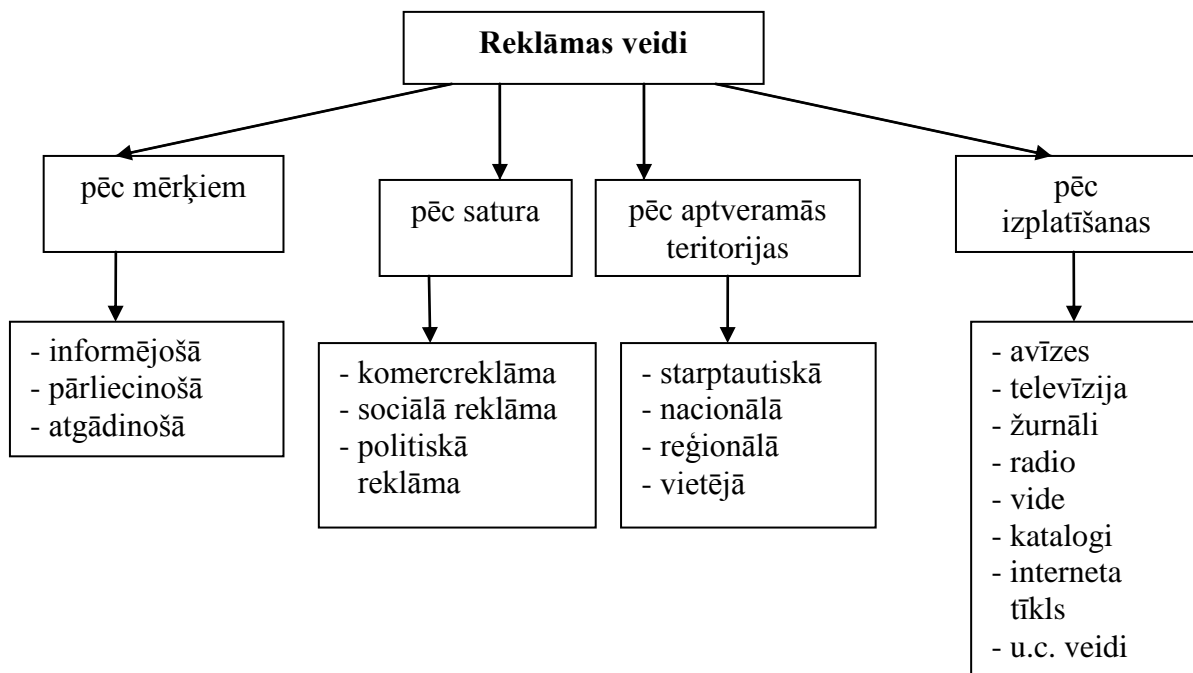 Reklāmas veidi
pēc mērķiem
pēc satura
pēc aptveramās
teritorijas
pēc
izplatīšanas
- informējošā
- pārliecinošā
- atgādinošā
- komercreklāma
- sociālā reklāma
- politiskā
reklāma
- starptautiskā
- nacionālā
- reģionālā
- vietējā
- avīzes
- televīzija
- žurnāli
- radio
- vide
- katalogi
- interneta
tīkls
- u.c. veidi